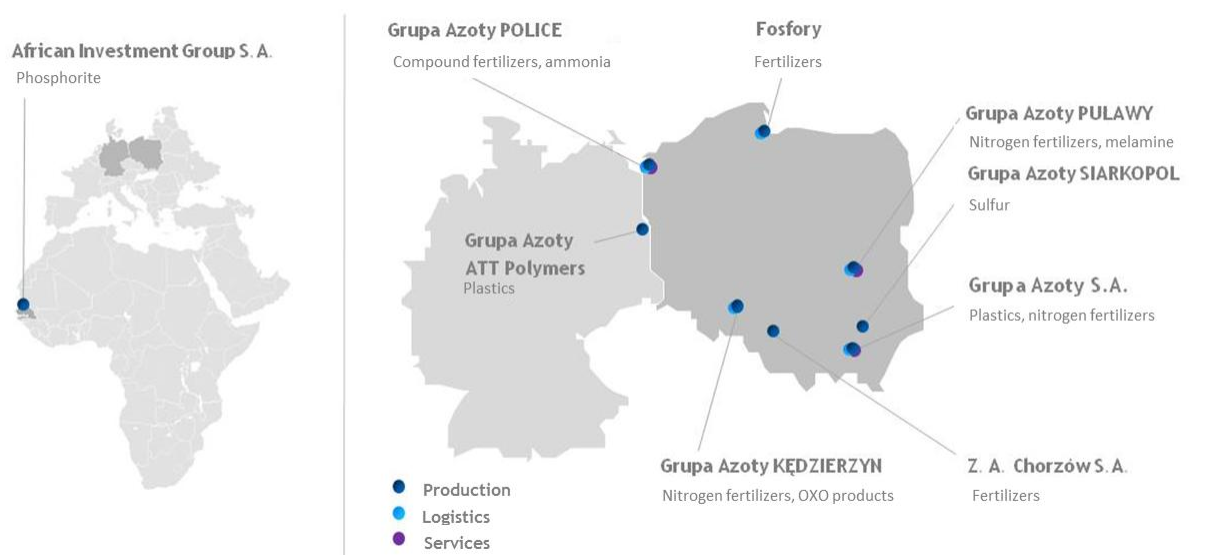 African Investment Group S.A.
Phosphorite
Grupa Azoty POLICE
Compound fertilizers, ammonia
Fosfory
Fertilizers
Grupa Azoty PULAWY
Nitrogen fertilizers, melamine
Grupa Azoty SIARKOPOL
Sulfur
Grupa Azoty
ATT Polymers
Plastics
Grupa Azoty S.A.
Plastics, nitrogen fertilizers
Grupa Azoty KĘDZIERZYN
Nitrogen fertilizers, OXO products
Z. A. Chorzów S.A.
Fertilizers
Production
Logistics
Services